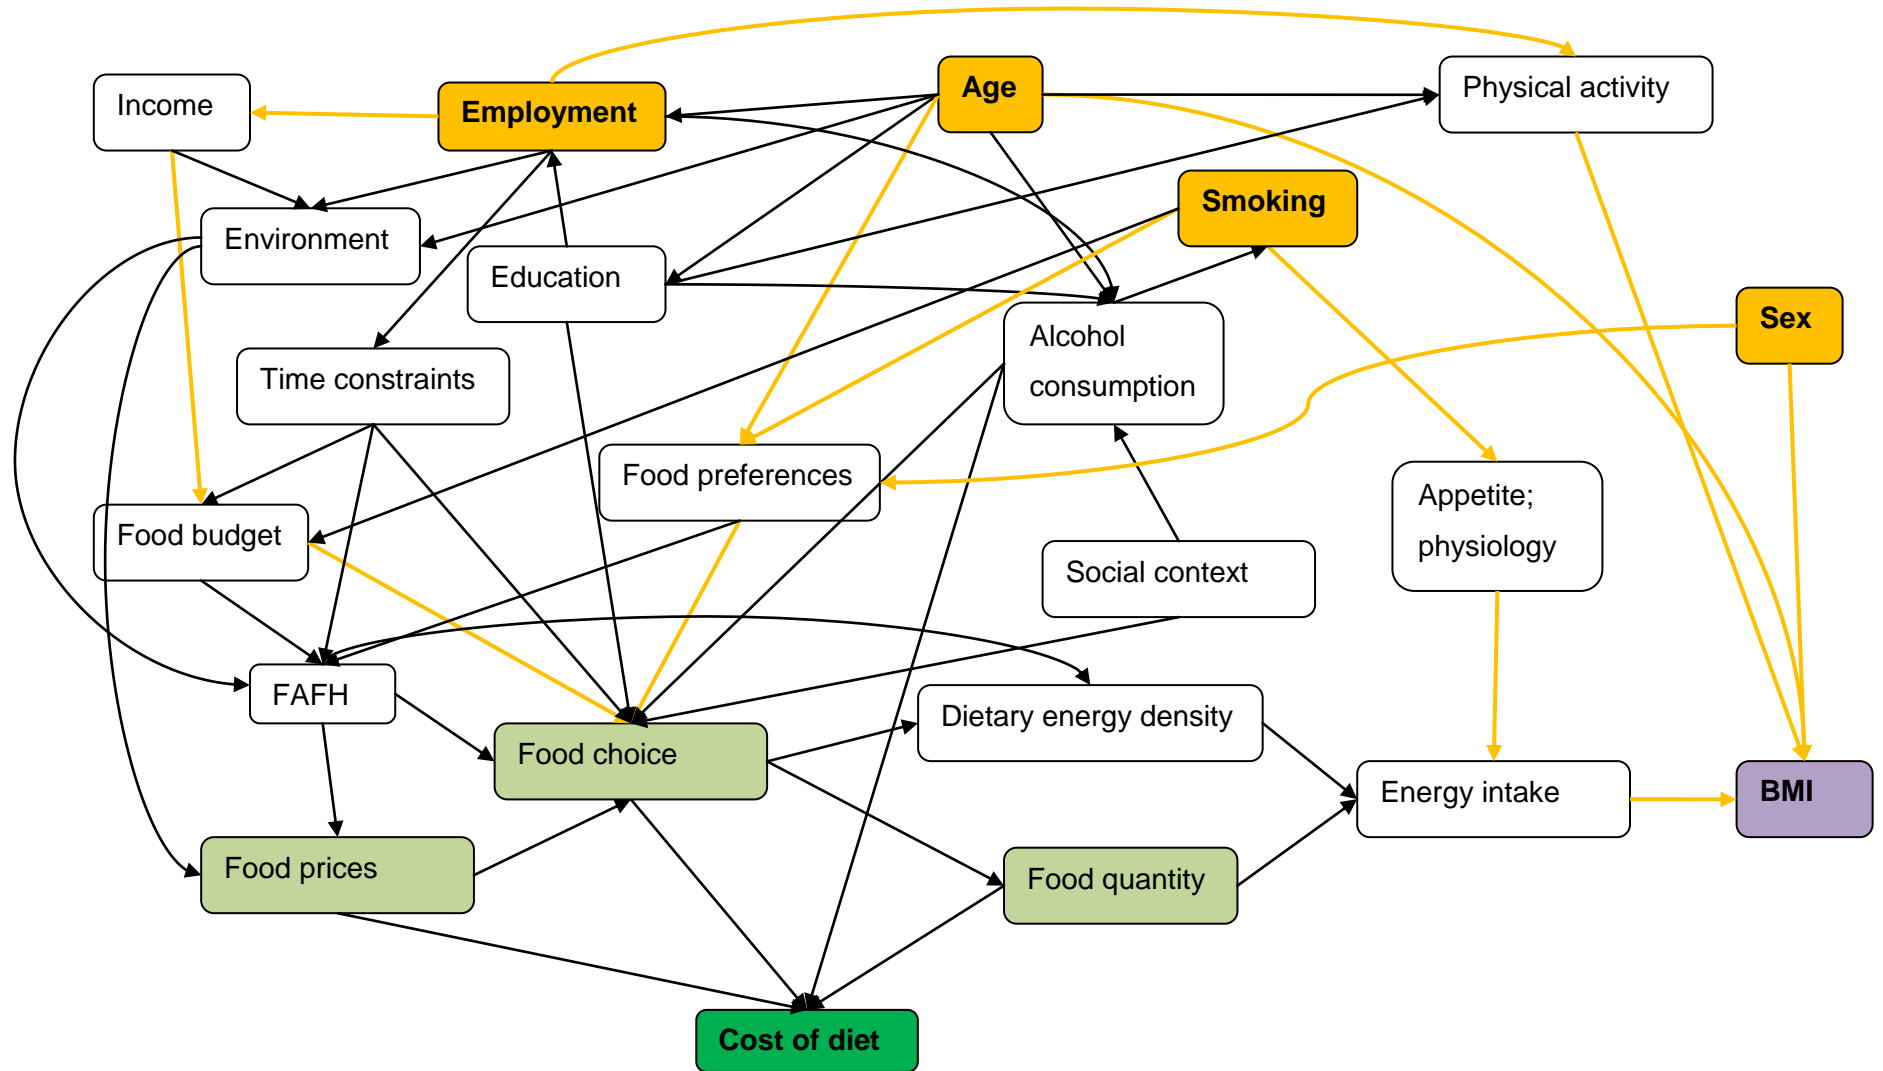 Income
Employment
Age
Physical activity
Smoking
Environment
Education
Sex
Alcohol
consumption
Time constraints
Food preferences
Appetite;
physiology
Food budget
Social context
FAFH
Dietary energy density
Food choice
Energy intake
BMI
Food prices
Food quantity
Cost of diet